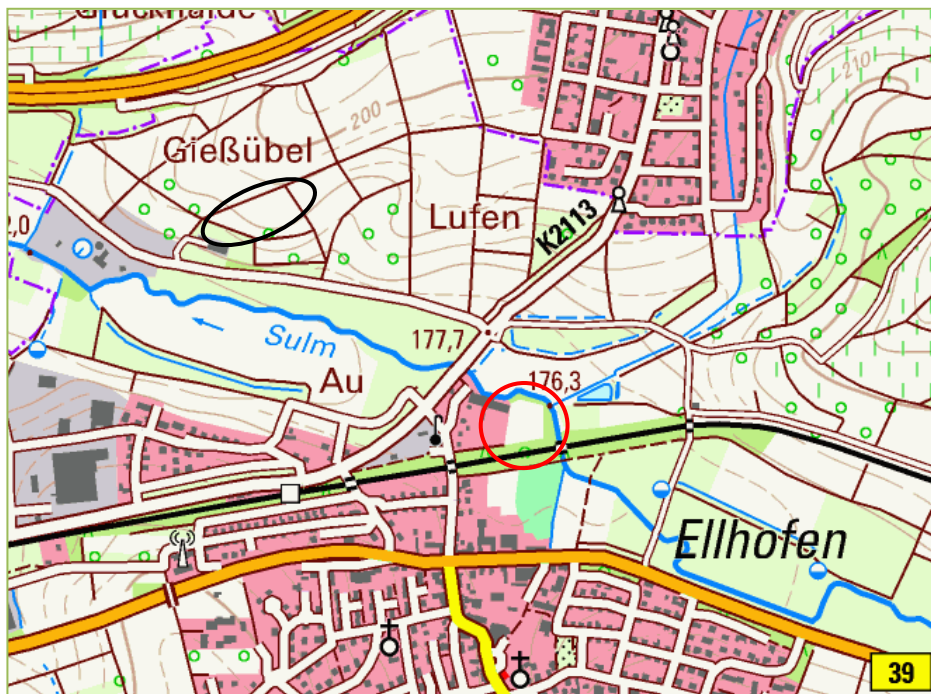 200
210
Gießübel
Lufen
K2113
2,0
177,7
Sulm
Au
176,3
Ellhofen
39